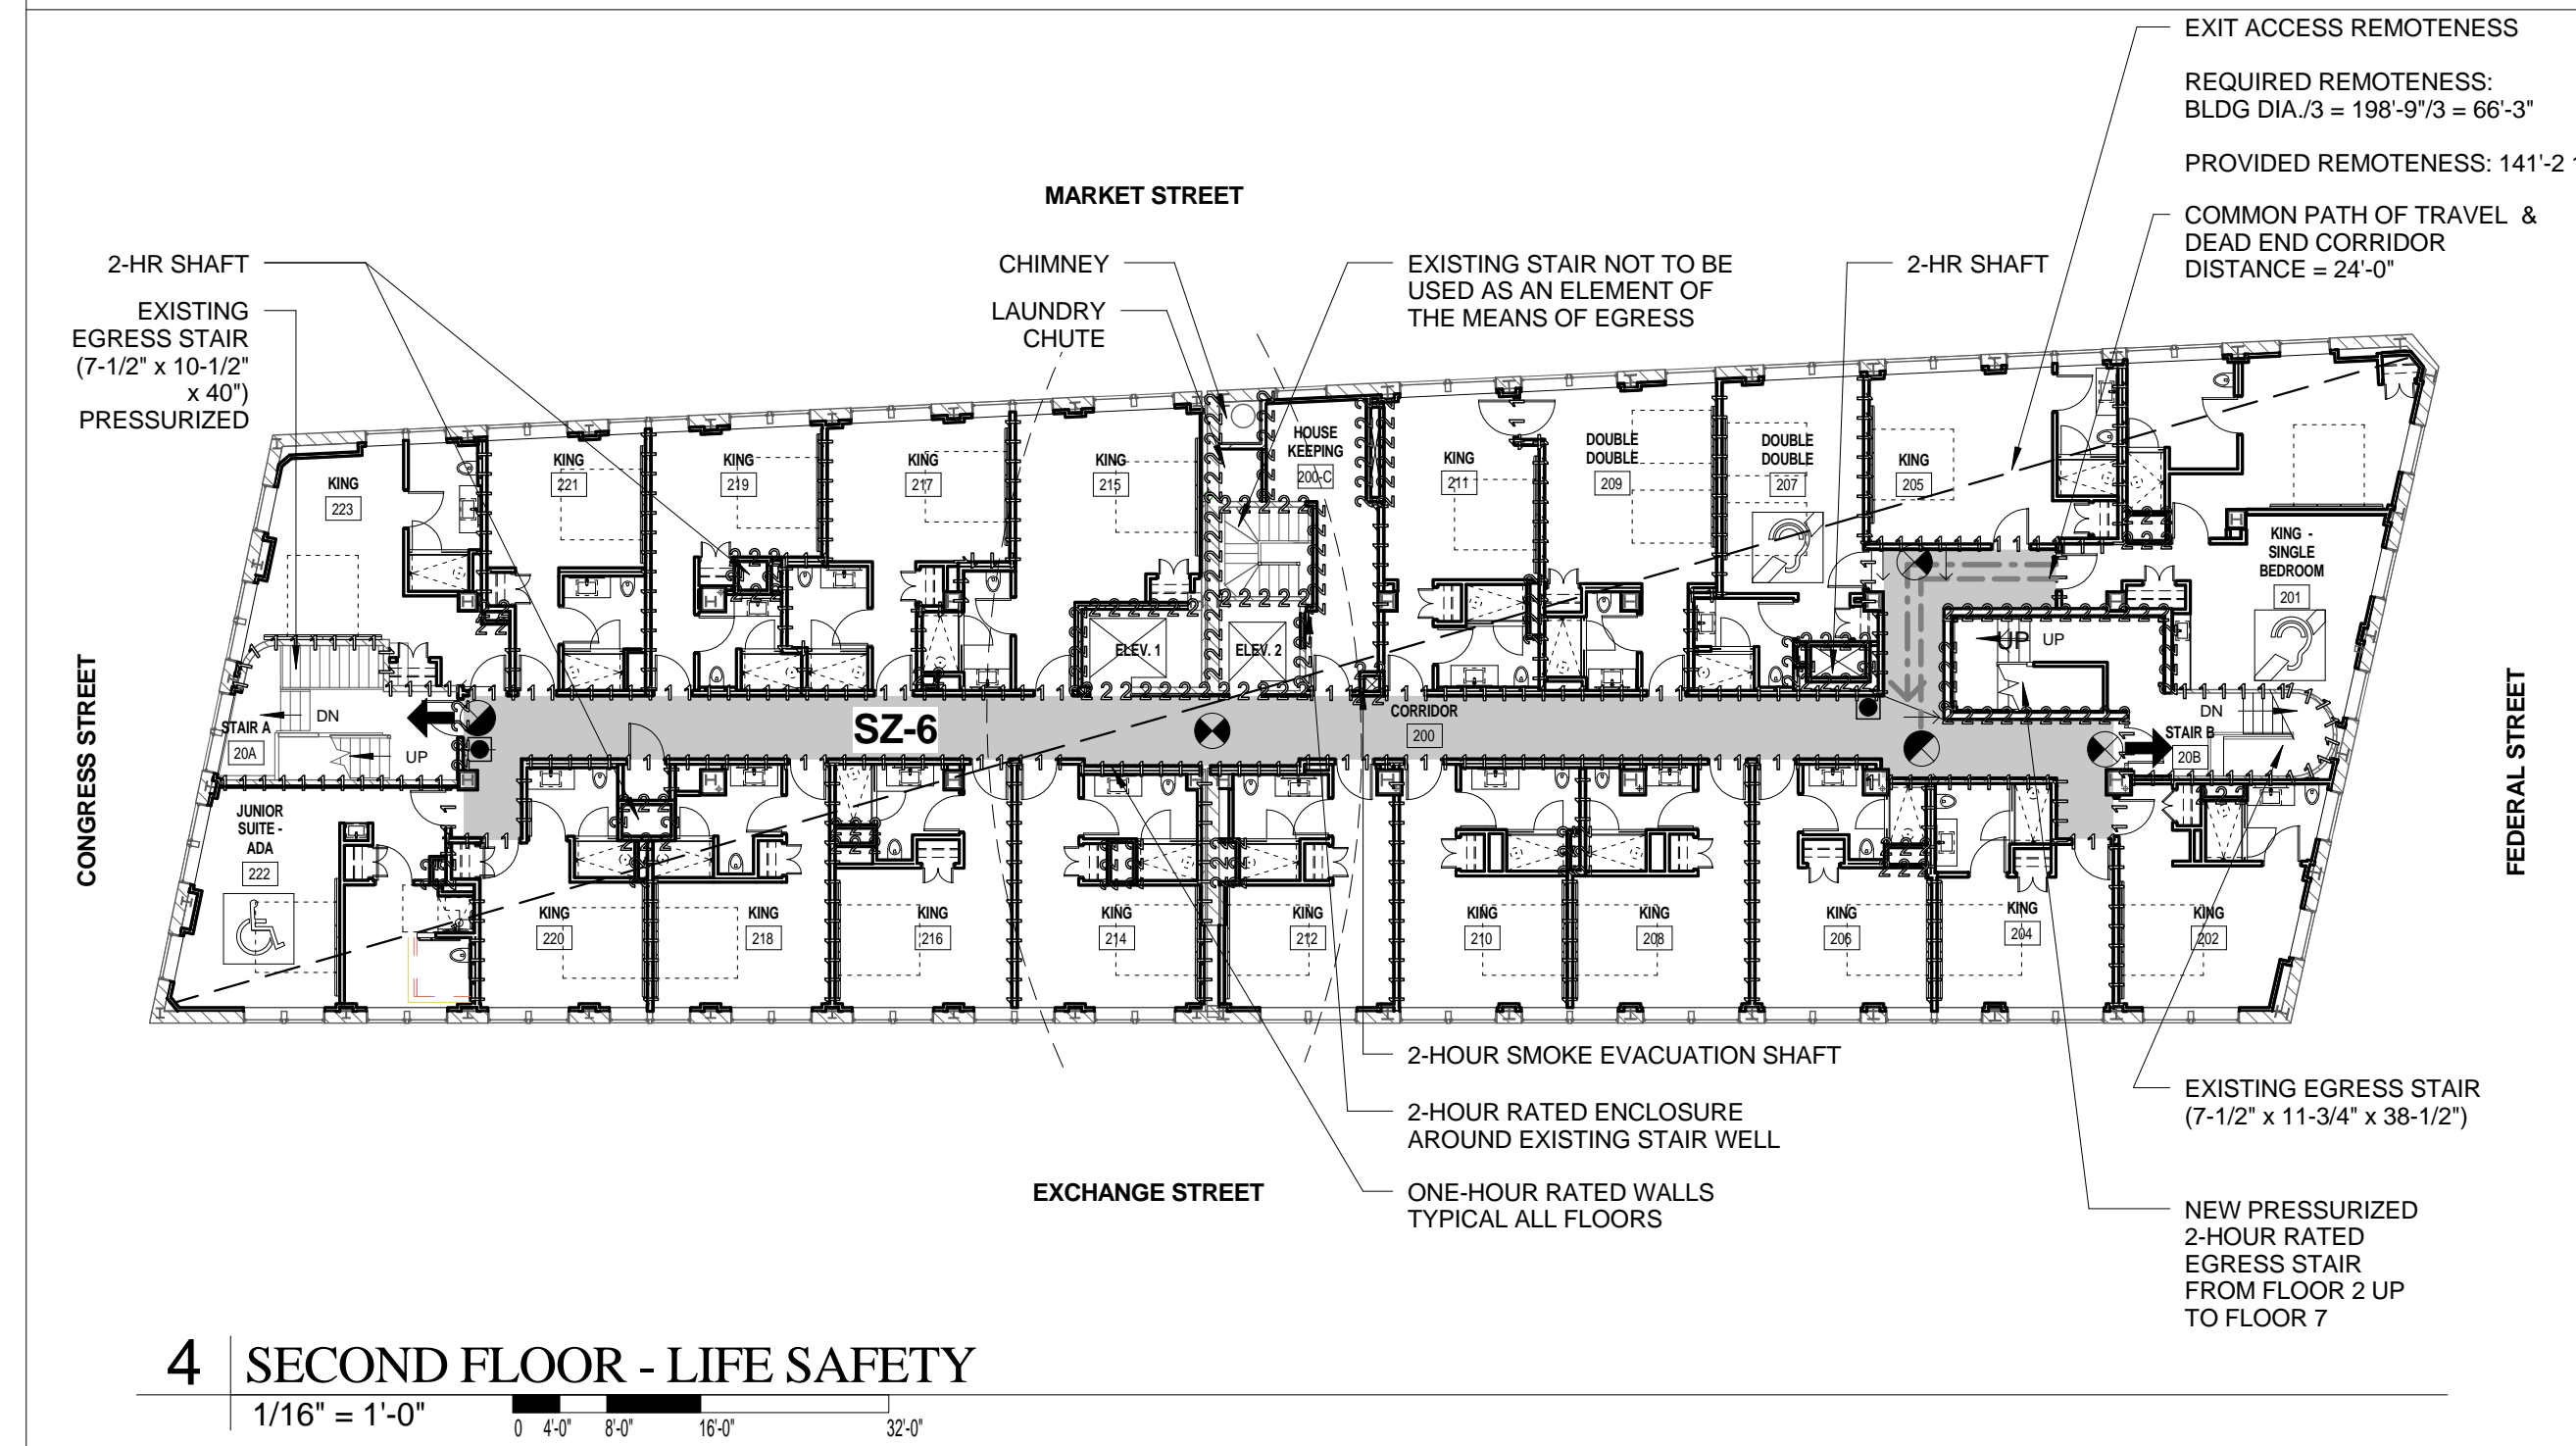 EXIT ACCESS REMOTENESS
REQUIRED REMOTENESS:
BLDG DIA./3 = 198'-9"/3 = 66'-3"
PROVIDED REMOTENESS: 141'-2
COMMON PATH OF TRAVEL &
DEAD END CORRIDOR
DISTANCE = 24'-0"
MARKET STREET
2-HR SHAFT
EXISTING
EGRESS STAIR
(7-1/2" x 10-1/2"
x 40")
PRESSURIZED
CHIMNEY
LAUNDRY
CHUTE
EXISTING STAIR NOT TO BE
USED AS AN ELEMENT OF
THE MEANS OF EGRESS
2-HR SHAFT
KING
223
KING
221
KING
219
KING
217
KING
215
HOUSE
KEEPING
200-C
KING
211
DOUBLE
DOUBLE
209
DOUBLE
DOUBLE
207
KING
205
KING -
SINGLE
BEDROOM
201
ELEV. 1
ELEV. 2
UP
UP
CONGRESS STREET
STAIR A
20A
DN
UP
SZ-6
CORRIDOR
200
DN
STAIR B
20B
FEDERAL STREET
JUNIOR
SUITE -
ADA
222
KING
220
KING
218
KING
216
KING
214
KING
212
KING
210
KING
208
KING
206
KING
204
KING
202
2-HOUR SMOKE EVACUATION SHAFT
2-HOUR RATED ENCLOSURE
AROUND EXISTING STAIR WELL
ONE-HOUR RATED WALLS
TYPICAL ALL FLOORS
EXCHANGE STREET
EXISTING EGRESS STAIR
(7-1/2" x 11-3/4" x 38-1/2")
NEW PRESSURIZED
2-HOUR RATED
EGRESS STAIR
FROM FLOOR 2 UP
TO FLOOR 7
4
SECOND FLOOR - LIFE SAFETY
1/16" = 1'-0"
0 4'-0" 8'-0" 16'-0" 32'-0"